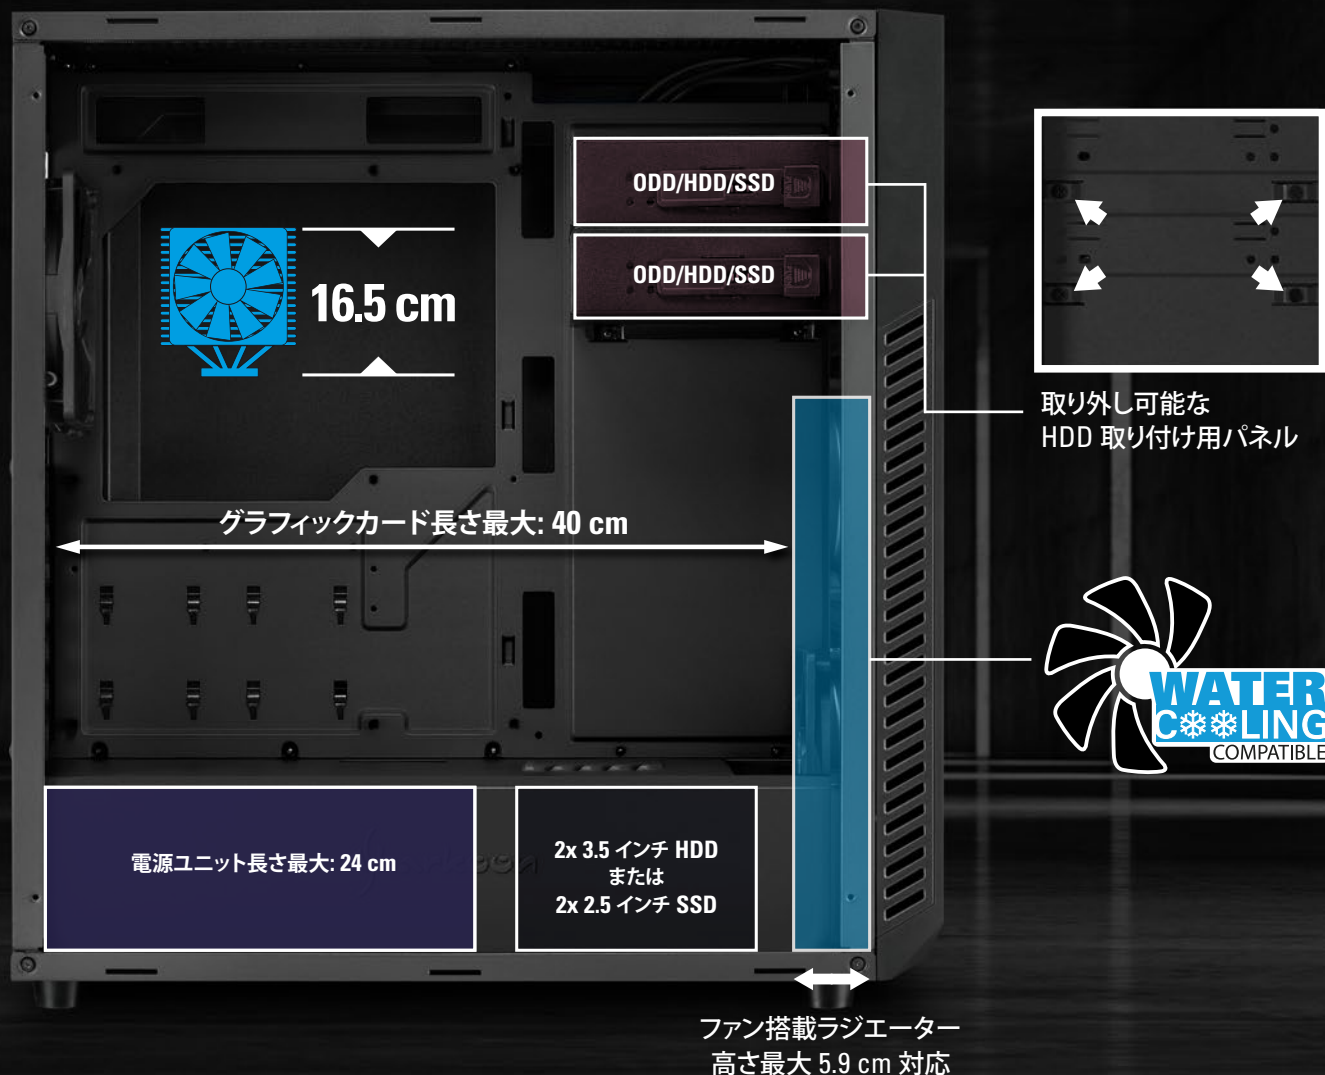 ODD/HDD/SSD
ODD/HDD/SSD
16.5 cm
取り外し可能な
HDD 取り付け用パネル
グラフィックカード長さ最大: 40 cm
WATER
COOLING
COMPATIBLE
電源ユニット長さ最大: 24 cm
2x 3.5 インチ HDD
または
2x 2.5 インチ SSD
ファン搭載ラジエーター
高さ最大 5.9 cm 対応